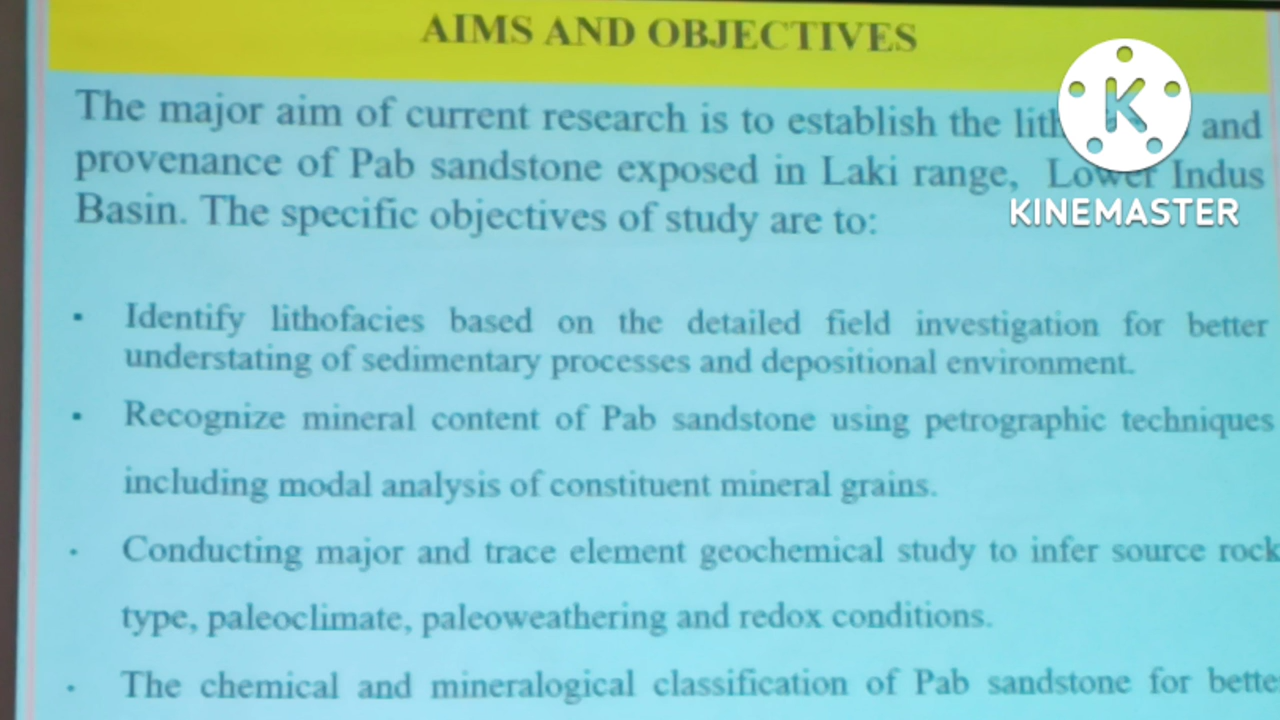 AIMS AND OBJECTIVES
The major aim of current research is to establish the and
provenance of Pab sandstone exposed in Laki range, Lower Indus
Basin. The specific objectives of study are to:
KINEMASTER
• Identify lithofacies based on the detailed field investigation for better
understating of sedimentary processes and depositional environment.
• Recognize mineral content of Pab sandstone using petrographic techniques
including modal analysis of constituent mineral grains.
• Conducting major and trace element geochemical study to infer source rock
type, paleoclimate, paleoweathering and redox conditions.
• The chemical and mineralogical classification of Pab sandstone for bette